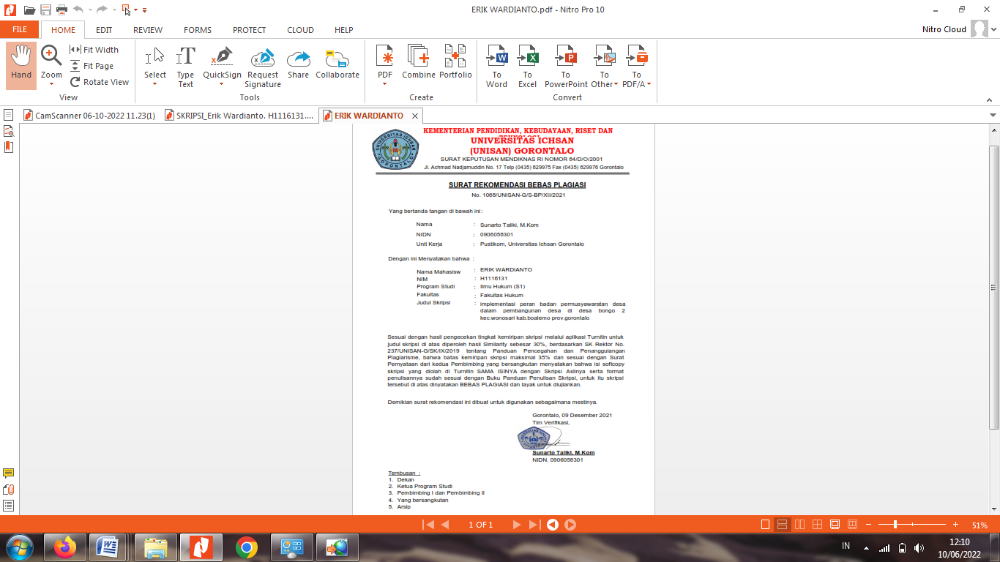 ERIK WARDIANTO.pdf - Nitro Pro 10
FILE HOME EDIT REVIEW FORMS PROTECT CLOUD HELP
Nitro Cloud
Hand
Zoom
Fit Width
Fit Page
Rotate View
View
Select
Type Text
QuickSign
Request Signature
Share
Collaborate
Tools
PDF
Combine
Portfolio
Create
To Word
To Excel
To PowerPoint
To Other
To PDF/A
Convert
CamScanner 06-10-2022 11.23(1)
SKRIPSI_Erik Wardianto. H1116131....
ERIK WARDIANTO
KEMENTERIAN PENDIDIKAN, KEBUDAYAAN, RISET DAN
UNIVERSITAS ICHSAN
(UNISAN) GORONTALO
SURAT KEPUTUSAN MENDIKNAS RI NOMOR 84/D/O/2001
Jl. Achmad Nadjamuddin No. 17 Telp (0435) 829975 Fax (0435) 829976 Gorontalo
UNIVERSITAS ICHSAN
GORONTALO
SURAT REKOMENDASI BEBAS PLAGIASI
No. 1066/UNISAN-G/S-BP/XII/2021
Yang bertanda tangan di bawah ini :
Nama : Sunarto Taliki, M.Kom
NIDN : 0906058301
Unit Kerja : Pustikom, Universitas Ichsan Gorontalo
Dengan ini Menyatakan bahwa :
Nama Mahasisw : ERIK WARDIANTO
NIM : H1116131
Program Studi : Ilmu Hukum (S1)
Fakultas : Fakultas Hukum
Judul Skripsi : implementasi peran badan permusyawaratan desa
dalam pembangunan desa di desa bongo 2
kec.wonosari kab.boalemo prov.gorontalo
Sesuai dengan hasil pengecekan tingkat kemiripan skripsi melalui aplikasi Turnitin untuk
judul skripsi di atas diperoleh hasil Similarity sebesar 30%, berdasarkan SK Rektor No.
237/UNISAN-G/SK/IX/2019 tentang Panduan Pencegahan dan Penanggulangan
Plagiarisme, bahwa batas kemiripan skripsi maksimal 35% dan sesuai dengan Surat
Pernyataan dari kedua Pembimbing yang bersangkutan menyatakan bahwa isi softcopy
skripsi yang diolah di Turnitin SAMA ISINYA dengan Skripsi Aslinya serta format
penulisannya sudah sesuai dengan Buku Panduan Penulisan Skripsi, untuk itu skripsi
tersebut di atas dinyatakan BEBAS PLAGIASI dan layak untuk diujiankan.
Demikian surat rekomendasi ini dibuat untuk digunakan sebagaimana mestinya.
Gorontalo, 09 Desember 2021
Tim Verifikasi,
Sunarto Taliki, M.Kom
NIDN. 0906058301
Tembusan :
1. Dekan
2. Ketua Program Studi
3. Pembimbing I dan Pembimbing II
4. Yang bersangkutan
5. Arsip
1 OF 1
51%
IN
12:10
10/06/2022